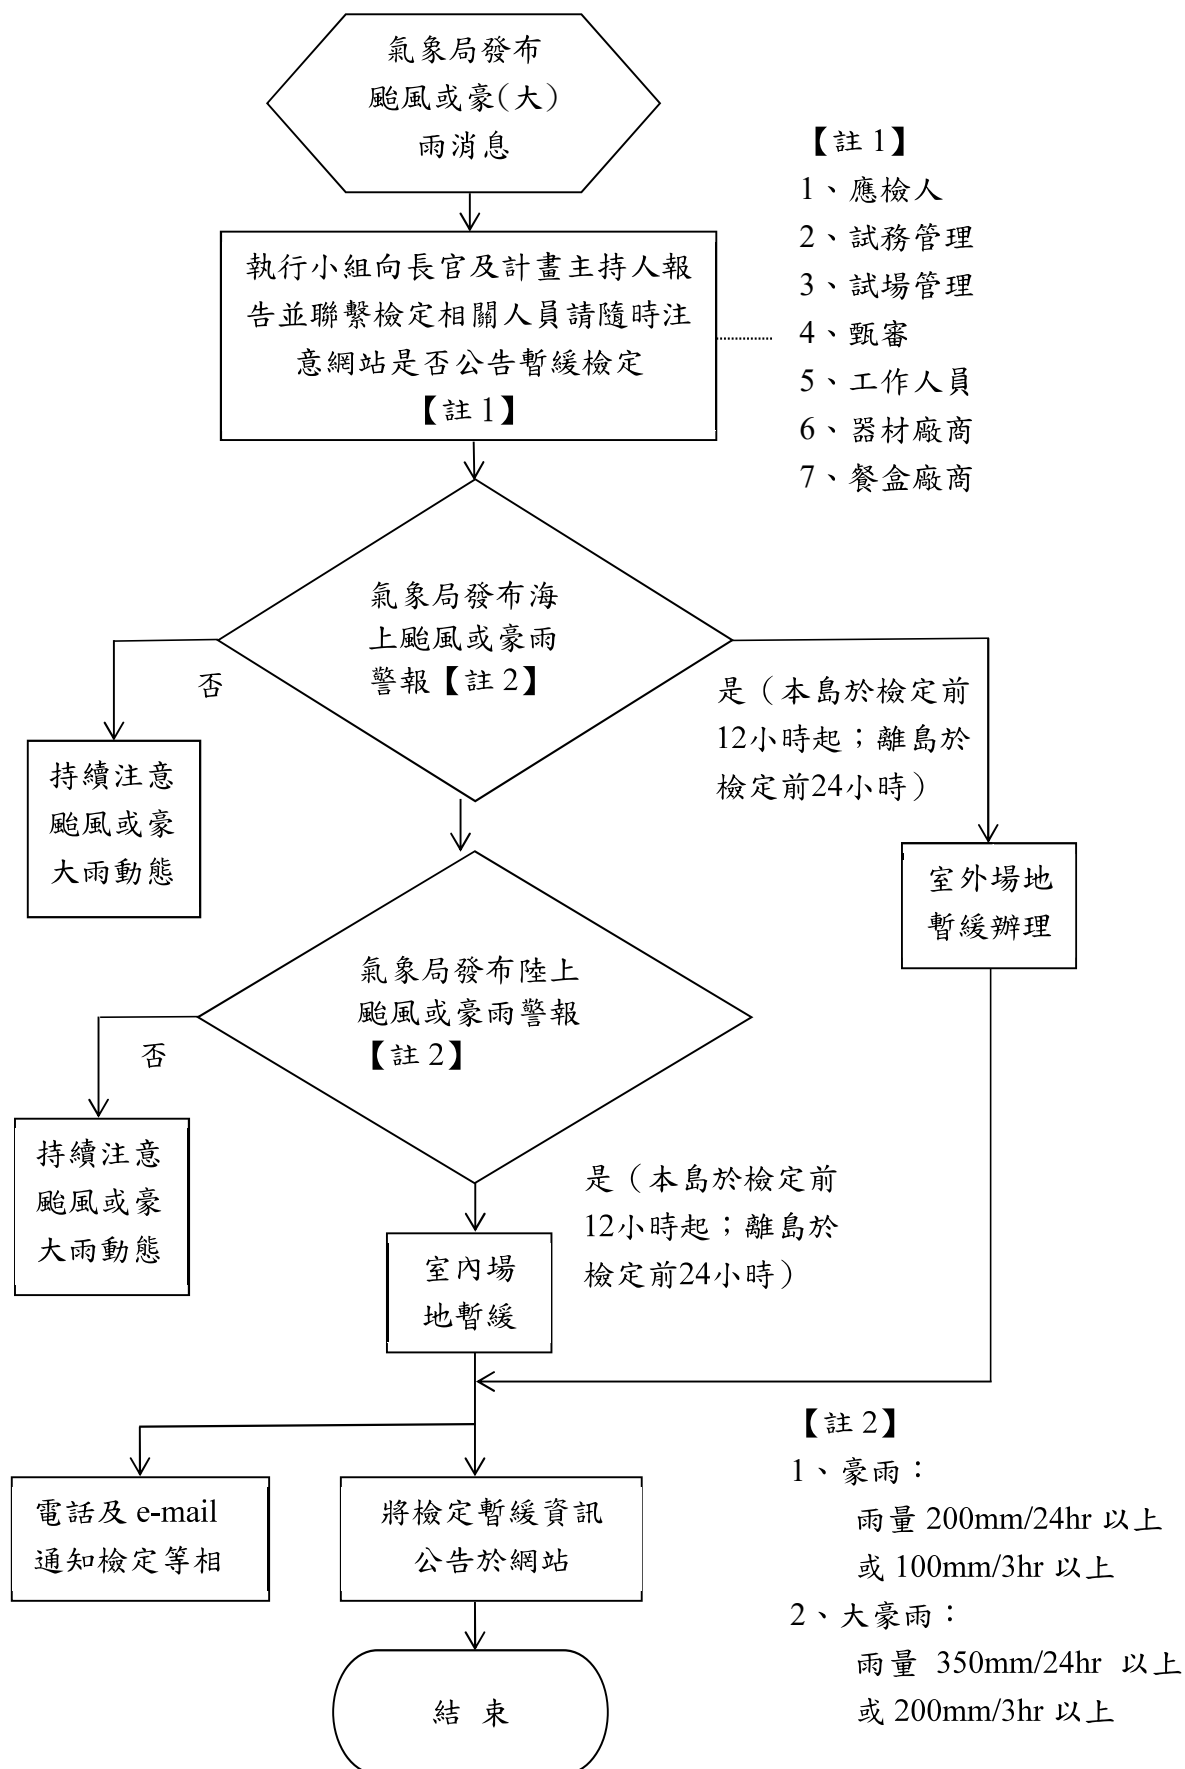 氣象局發布
颱風或豪(大)
雨消息
執行小組向長官及計畫主持人報
告並聯繫檢定相關人員請隨時注
意網站是否公告暫緩檢定
【註 1】
【註 1】
1、應檢人
2、試務管理
3、試場管理
4、甄審
5、工作人員
6、器材廠商
7、餐盒廠商
氣象局發布海
上颱風或豪雨
警報【註 2】
否
持續注意
颱風或豪
大雨動態
是（本島於檢定前
12小時起；離島於
檢定前24小時）
室外場地
暫緩辦理
氣象局發布陸上
颱風或豪雨警報
【註 2】
否
持續注意
颱風或豪
大雨動態
是（本島於檢定前
12小時起；離島於
檢定前24小時）
室內場
地暫緩
電話及 e-mail
通知檢定等相
將檢定暫緩資訊
公告於網站
結 束
【註 2】
1、豪雨：
雨量 200mm/24hr 以上
或 100mm/3hr 以上
2、大豪雨：
雨量 350mm/24hr 以上
或 200mm/3hr 以上